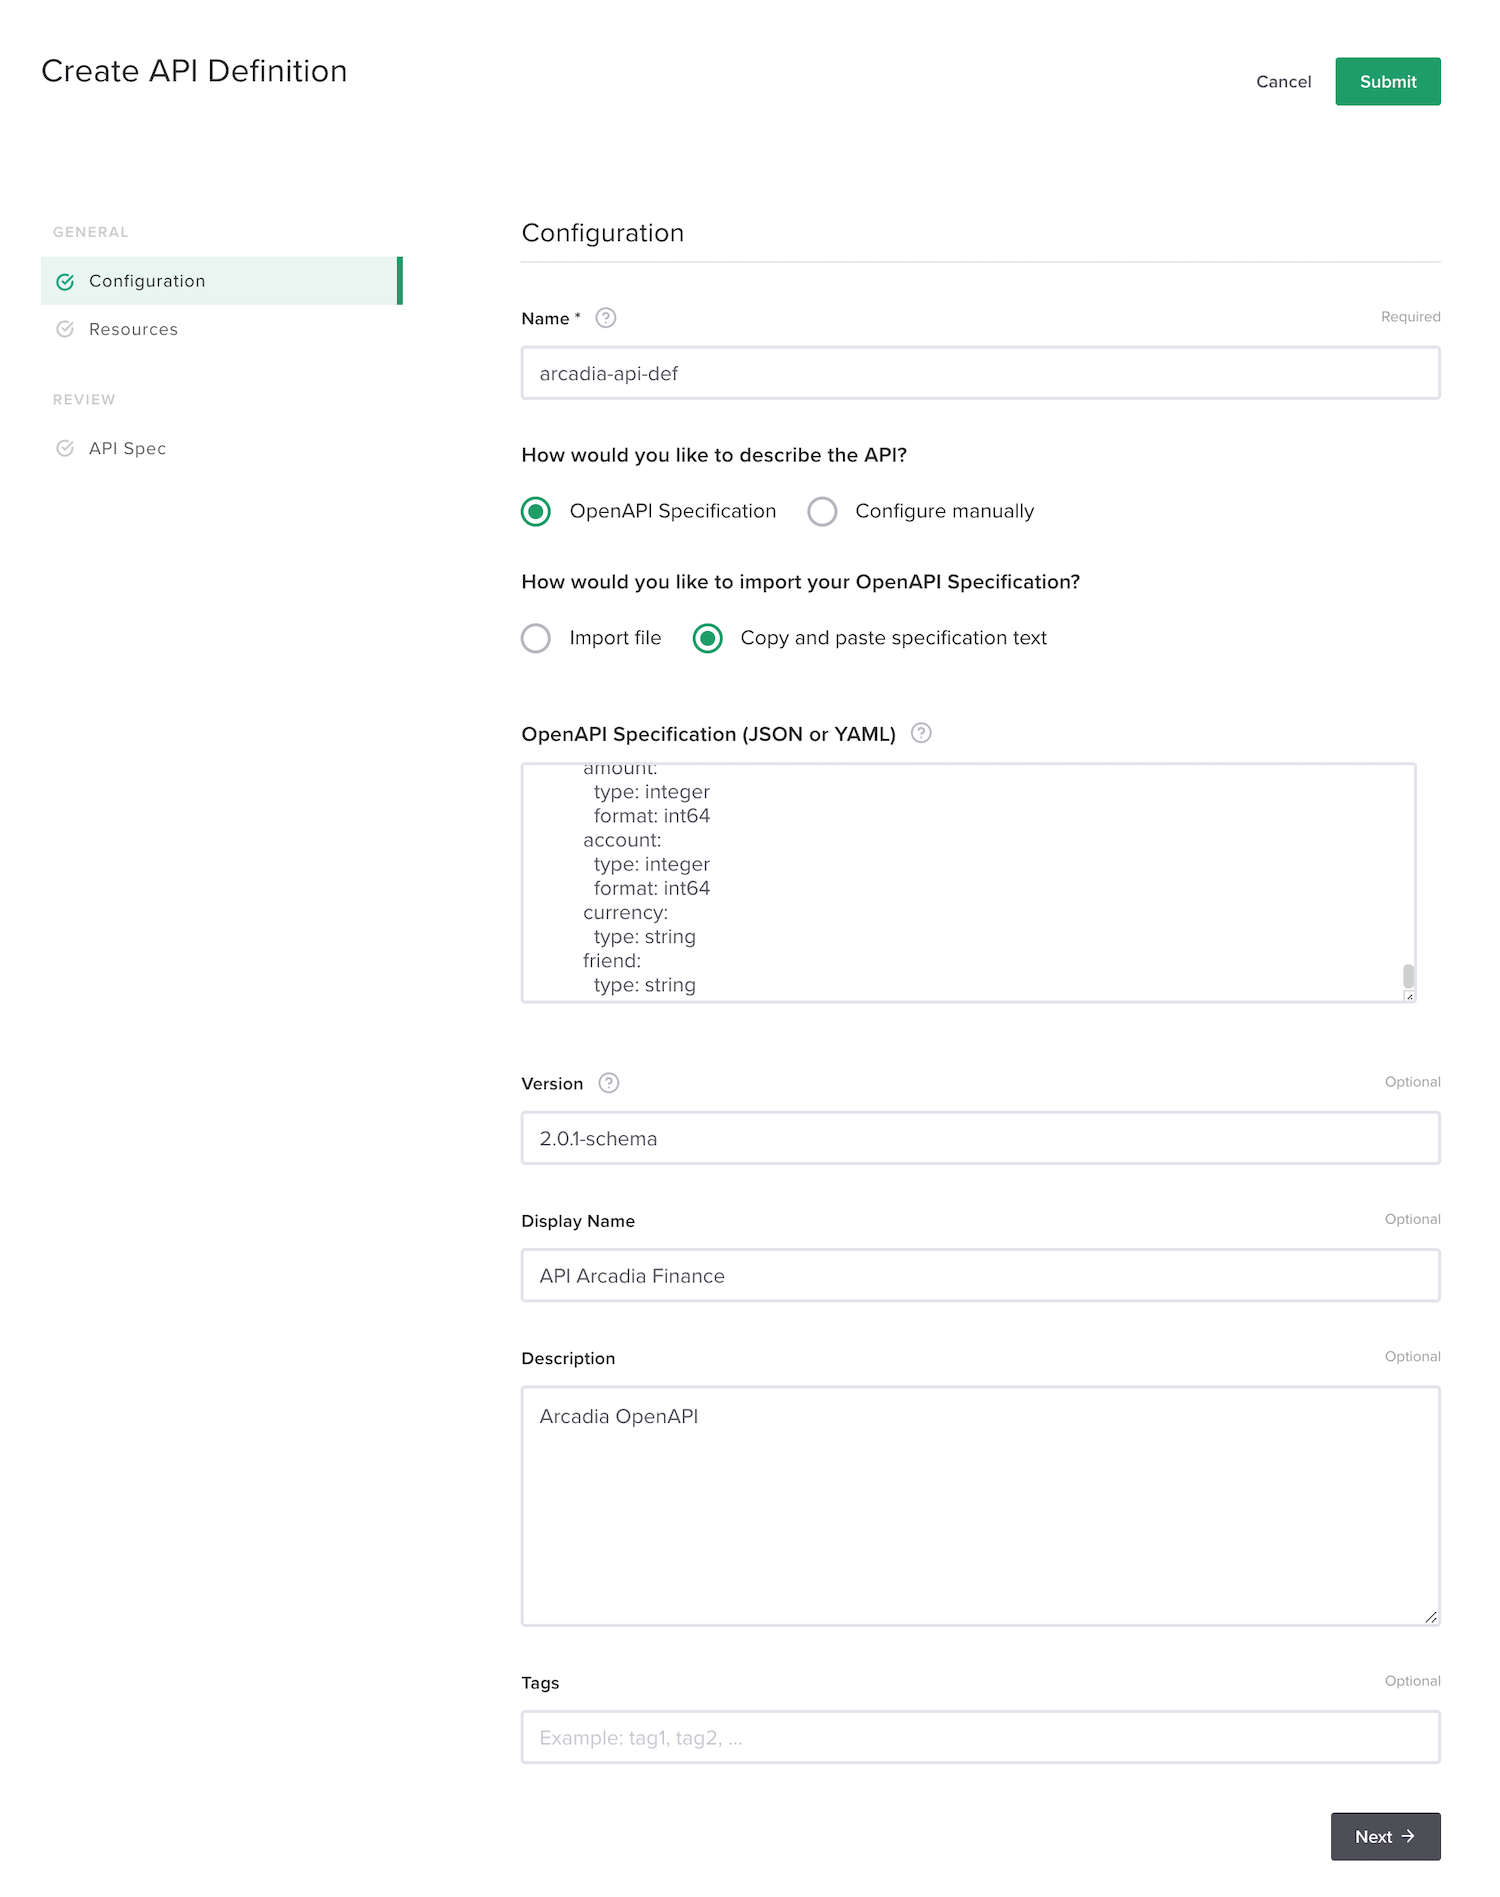 Create API Definition
Cancel
Submit
GENERAL
Configuration
Resources
REVIEW
API Spec
Configuration
Name *
Required
arcadia-api-def
How would you like to describe the API?
OpenAPI Specification
Configure manually
How would you like to import your OpenAPI Specification?
Import file
Copy and paste specification text
OpenAPI Specification (JSON or YAML)
amount:
type: integer
format: int64
account:
type: integer
format: int64
currency:
type: string
friend:
type: string
Version
Optional
2.0.1-schema
Display Name
Optional
API Arcadia Finance
Description
Optional
Arcadia OpenAPI
Tags
Optional
Example: tag1, tag2, ...
Next →